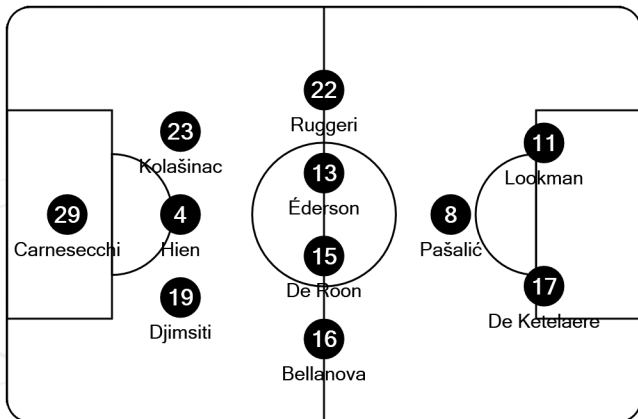 22
Ruggeri
23
Kolašinac
11
Lookman
13
Éderson
29
Carnesecchi
4
Hien
8
Pašalić
15
De Roon
17
De Ketelaere
19
Djimsiti
16
Bellanova